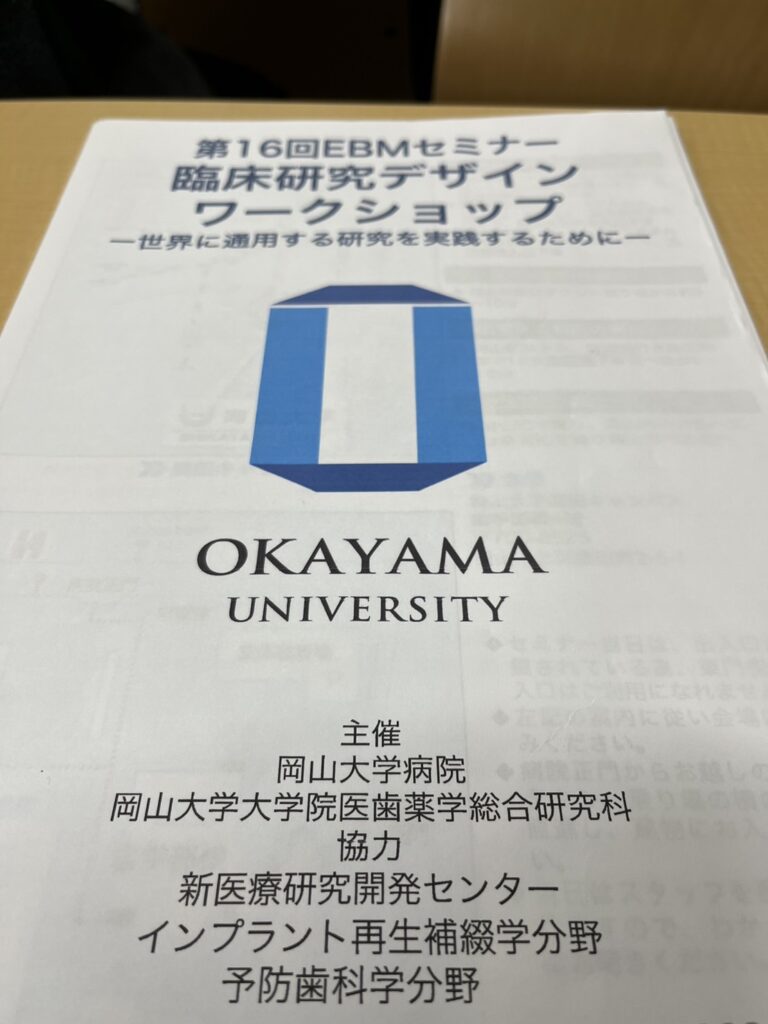 第16回EBMセミナー
臨床研究デザイン
ワークショップ
―世界に通用する研究を実践するために―
OKAYAMA
UNIVERSITY
主催
岡山大学病院
岡山大学大学院医歯薬学総合研究科
協力
新医療研究開発センター
インプラント再生補綴学分野
予防歯科学分野